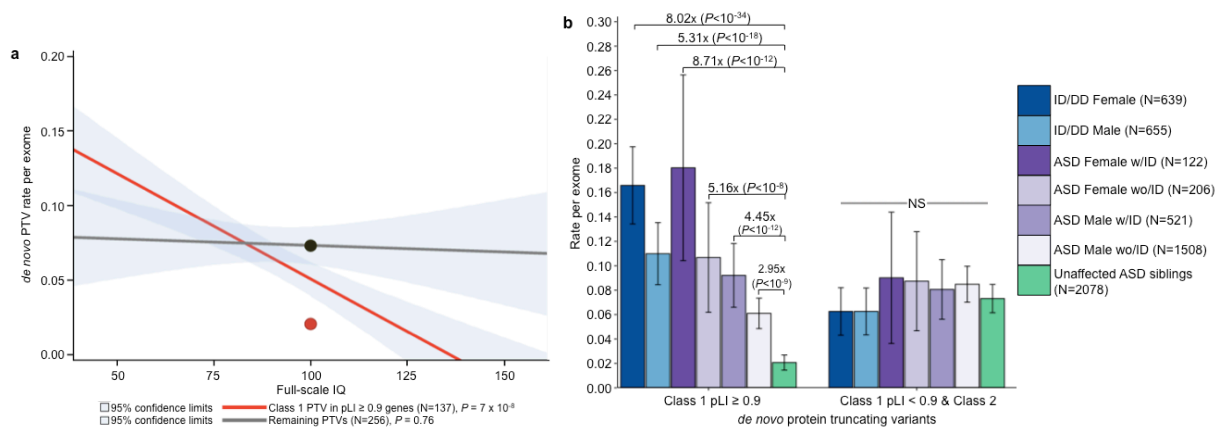 a
0.20
0.15
0.10
0.05
0.00
de novo PTV rate per exome
50
75
100
125
150
Full-scale IQ
95% confidence limits
Class 1 PTV in pLI ≥ 0.9 genes (N=137), P = 7 x 10-8
95% confidence limits
Remaining PTVs (N=256), P = 0.76
b
0.30
0.28
0.26
0.24
0.22
0.20
0.18
0.16
0.14
0.12
0.10
0.08
0.06
0.04
0.02
0.00
Rate per exome
8.02x (P<10-34)
5.31x (P<10-18)
8.71x (P<10-12)
5.16x (P<10-8)
4.45x
(P<10-12)
2.95x
(P<10-9)
NS
Class 1 pLI ≥ 0.9
Class 1 pLI < 0.9 & Class 2
de novo protein truncating variants
ID/DD Female (N=639)
ID/DD Male (N=655)
ASD Female w/ID (N=122)
ASD Female wo/ID (N=206)
ASD Male w/ID (N=521)
ASD Male wo/ID (N=1508)
Unaffected ASD siblings
(N=2078)